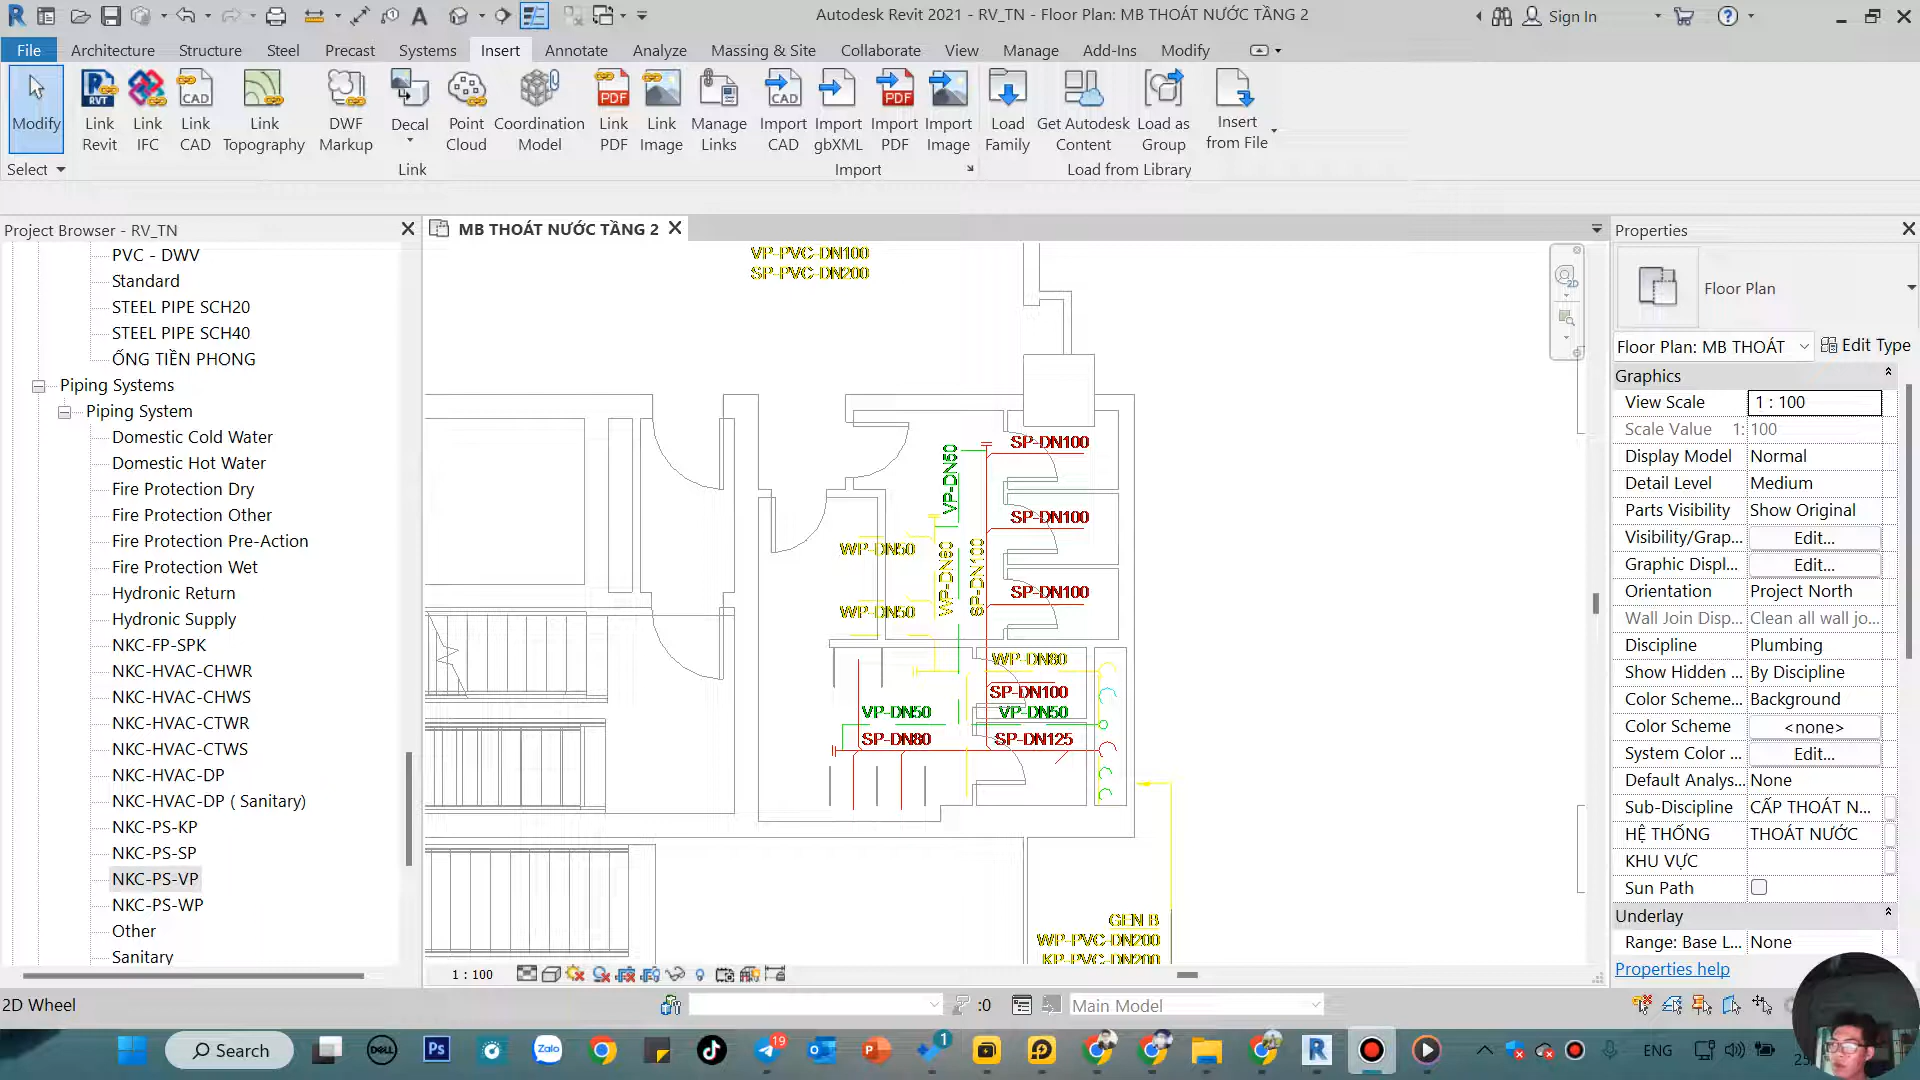 Autodesk Revit 2021 - RV_TN - Floor Plan: MB THOÁT NƯỚC TẦNG 2
Sign In
File Architecture Structure Steel Precast Systems Insert Annotate Analyze Massing & Site Collaborate View Manage Add-Ins Modify
Modify
Link Revit
Link IFC
Link CAD
Link Topography
DWF Markup
Decal
Point Cloud
Coordination Model
Link PDF
Link Image
Manage Links
Import CAD
Import gbXML
Import PDF
Import Image
Load Family
Get Autodesk Content
Load as Group
Insert from File
Select
Link
Import
Load from Library
Project Browser - RV_TN
PVC - DWV
Standard
STEEL PIPE SCH20
STEEL PIPE SCH40
ỐNG TIỀN PHONG
Piping Systems
Piping System
Domestic Cold Water
Domestic Hot Water
Fire Protection Dry
Fire Protection Other
Fire Protection Pre-Action
Fire Protection Wet
Hydronic Return
Hydronic Supply
NKC-FP-SPK
NKC-HVAC-CHWR
NKC-HVAC-CHWS
NKC-HVAC-CTWR
NKC-HVAC-CTWS
NKC-HVAC-DP
NKC-HVAC-DP ( Sanitary)
NKC-PS-KP
NKC-PS-SP
NKC-PS-VP
NKC-PS-WP
Other
Sanitary
MB THOÁT NƯỚC TẦNG 2
VP-PVC-DN100
SP-PVC-DN200
SP-DN100
VP-DN50
SP-DN100
WP-DN50
WP-DN80
SP-DN100
SP-DN100
WP-DN50
WP-DN80
SP-DN100
VP-DN50
VP-DN50
SP-DN80
SP-DN125
GEN B
WP-PVC-DN200
KP-PVC-DN200
2D
1 : 100
Properties
Floor Plan
Floor Plan: MB THOÁT
Edit Type
Graphics
View Scale 1 : 100
Scale Value 1: 100
Display Model Normal
Detail Level Medium
Parts Visibility Show Original
Visibility/Grap... Edit...
Graphic Displ... Edit...
Orientation Project North
Wall Join Disp... Clean all wall jo...
Discipline Plumbing
Show Hidden ... By Discipline
Color Scheme... Background
Color Scheme <none>
System Color ... Edit...
Default Analys... None
Sub-Discipline CẤP THOÁT N...
HỆ THỐNG THOÁT NƯỚC
KHU VỰC
Sun Path
Underlay
Range: Base L... None
Properties help
2D Wheel
:0
Main Model
Search
DELL
Ps
Zalo
19
1
ENG